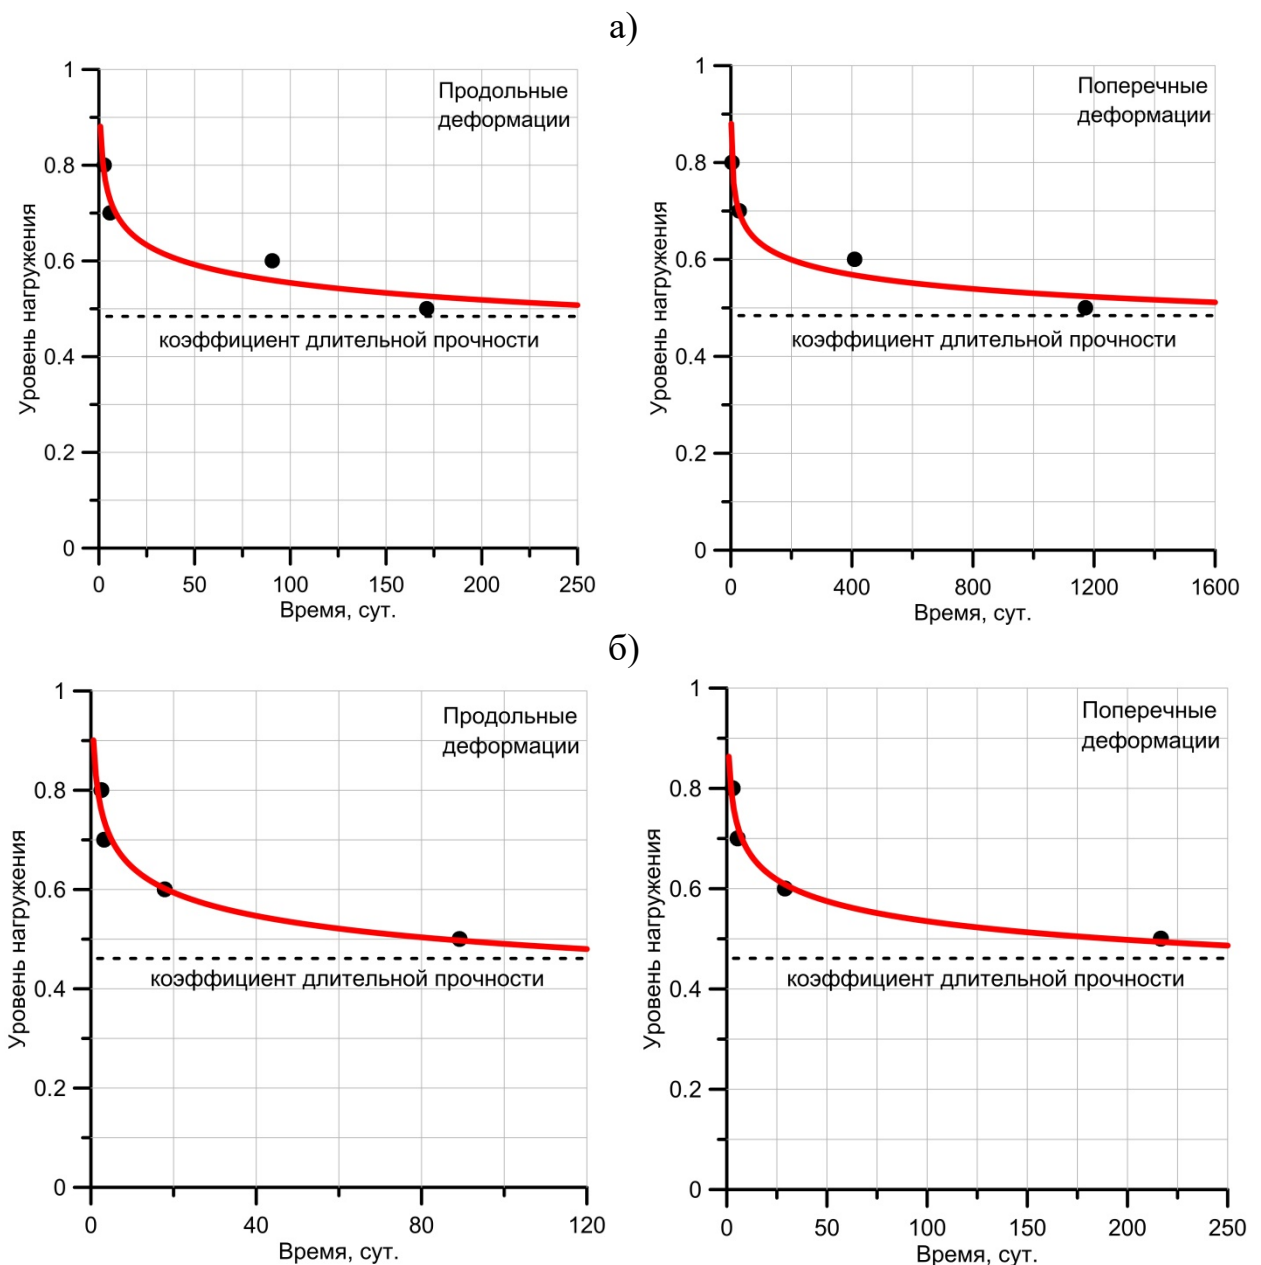 а)
Продольные
деформации
1
0.8
0.6
0.4
0.2
0
Уровень нагружения
коэффициент длительной прочности
0 50 100 150 200 250
Время, сут.
Поперечные
деформации
1
0.8
0.6
0.4
0.2
0
Уровень нагружения
коэффициент длительной прочности
0 400 800 1200 1600
Время, сут.
б)
Продольные
деформации
1
0.8
0.6
0.4
0.2
0
Уровень нагружения
коэффициент длительной прочности
0 40 80 120
Время, сут.
Поперечные
деформации
1
0.8
0.6
0.4
0.2
0
Уровень нагружения
коэффициент длительной прочности
0 50 100 150 200 250
Время, сут.